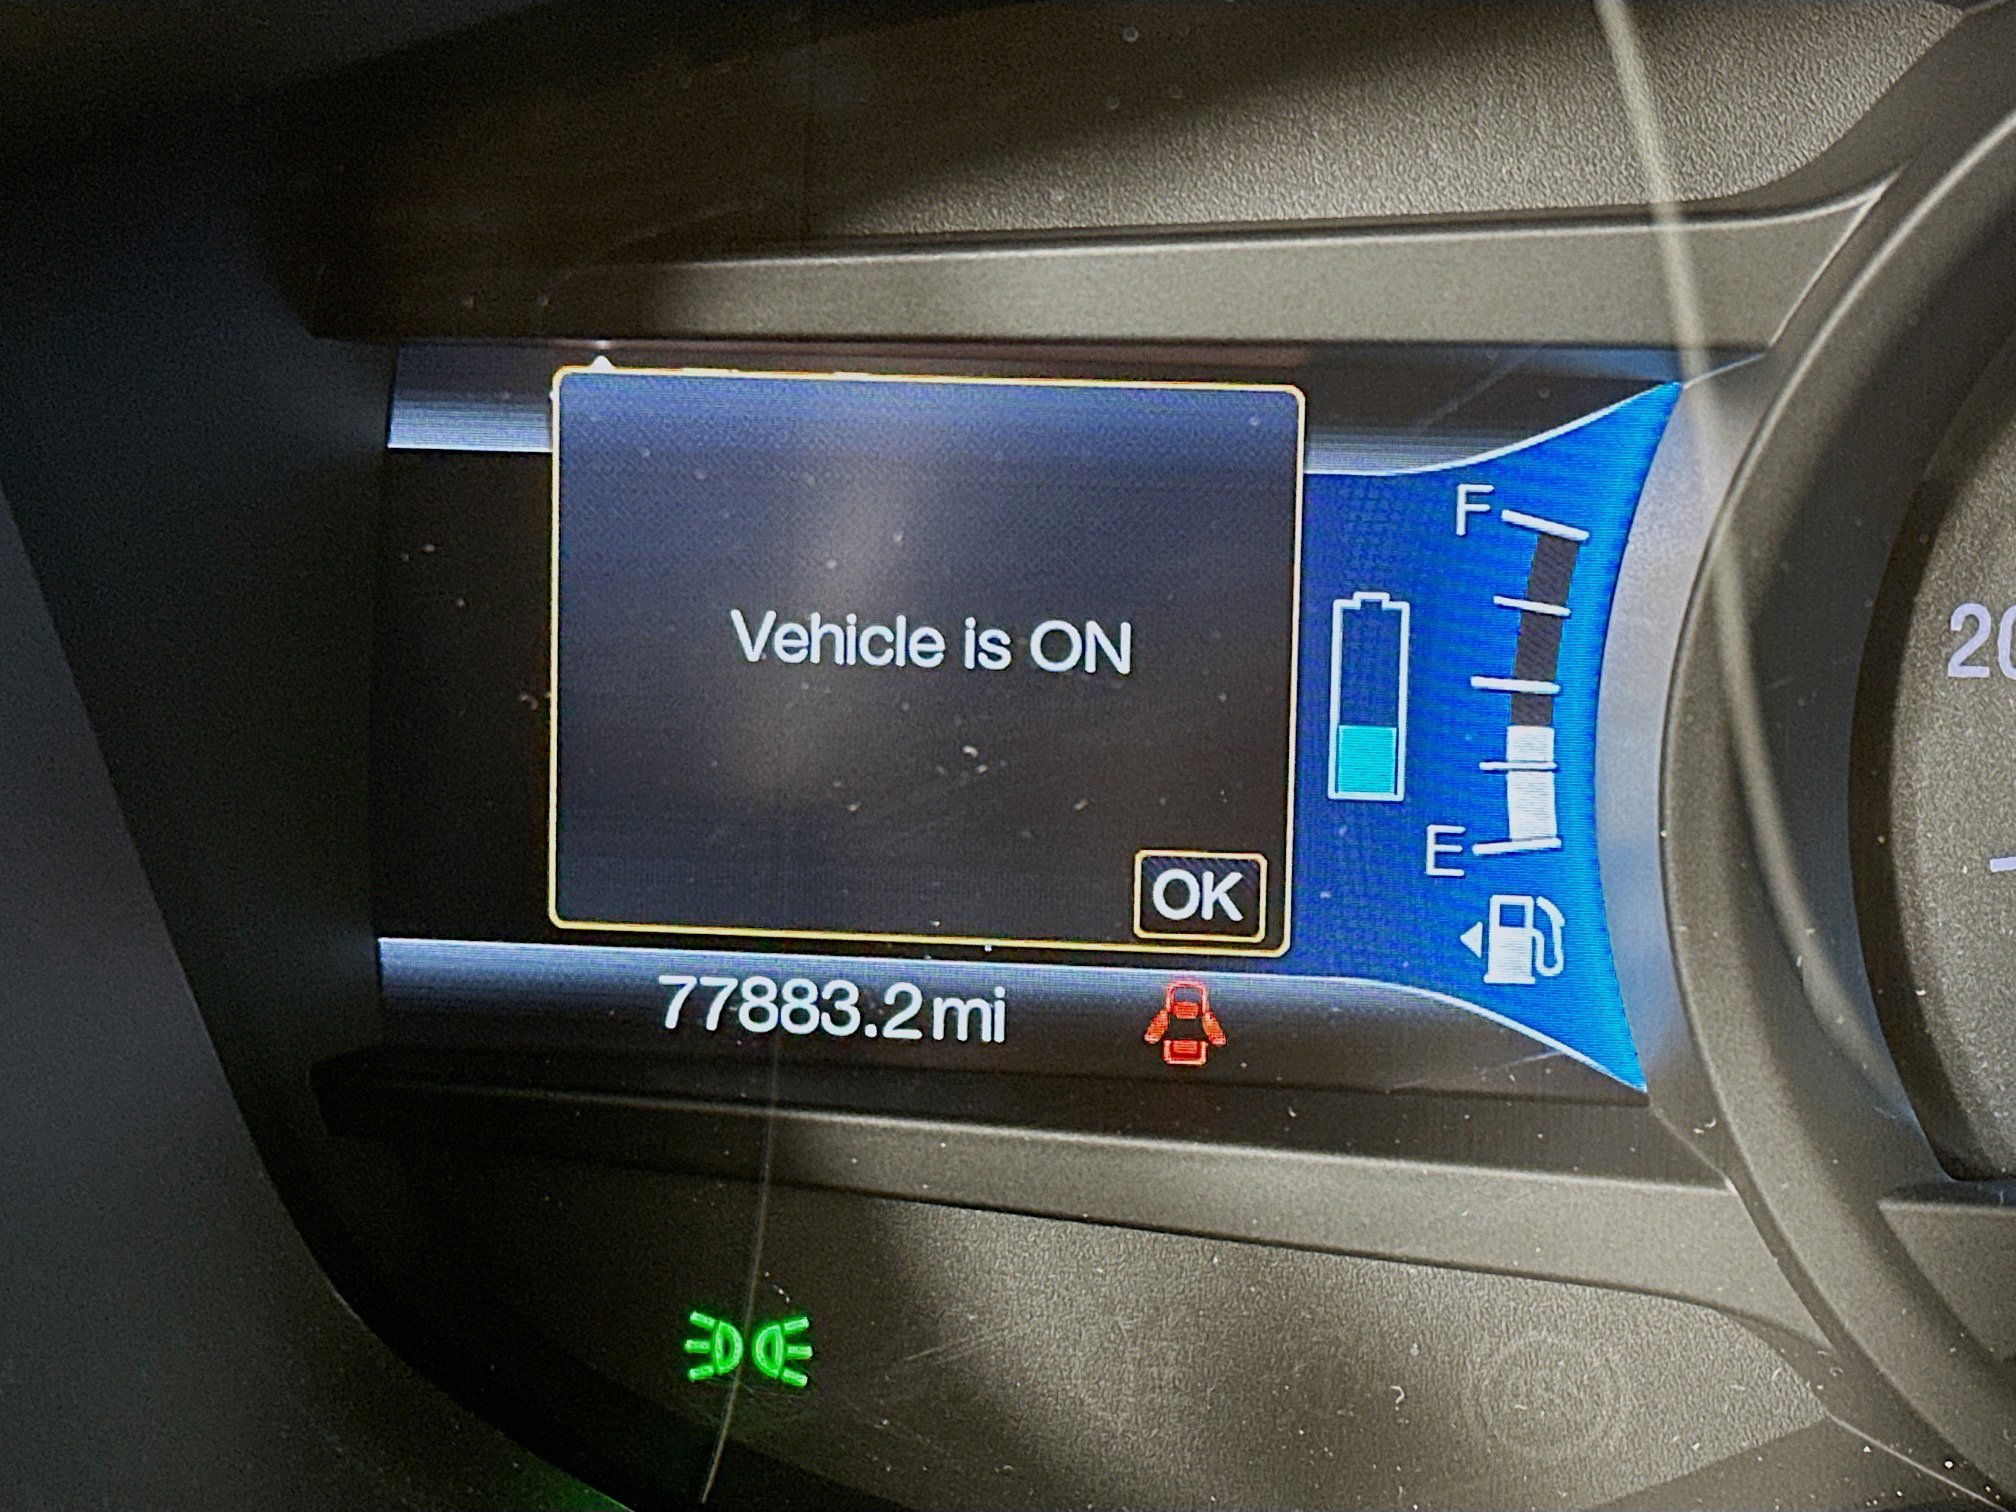 F
Vehicle is ON
E
OK
77883.2mi